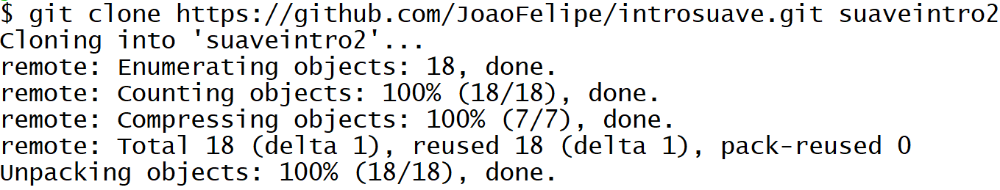 $ git clone https://github.com/JoaoFelipe/introsuave.git suaveintro2
Cloning into 'suaveintro2'...
remote: Enumerating objects: 18, done.
remote: Counting objects: 100% (18/18), done.
remote: Compressing objects: 100% (7/7), done.
remote: Total 18 (delta 1), reused 18 (delta 1), pack-reused 0
Unpacking objects: 100% (18/18), done.